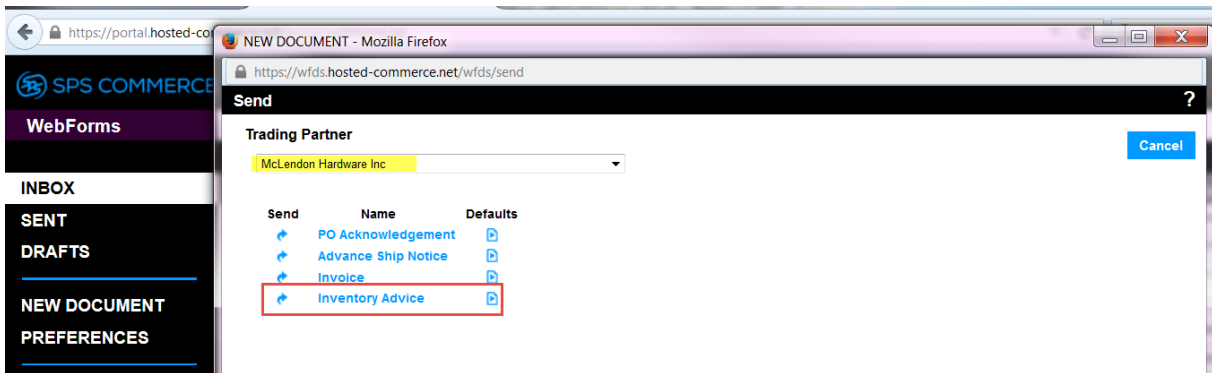 https://portal.hosted-co
NEW DOCUMENT - Mozilla Firefox
https://wfds.hosted-commerce.net/wfds/send
SPS COMMERCE
Send
?
WebForms
Trading Partner
Cancel
McLendon Hardware Inc
INBOX
SENT
DRAFTS
NEW DOCUMENT
PREFERENCES
Send Name Defaults
PO Acknowledgement
Advance Ship Notice
Invoice
Inventory Advice